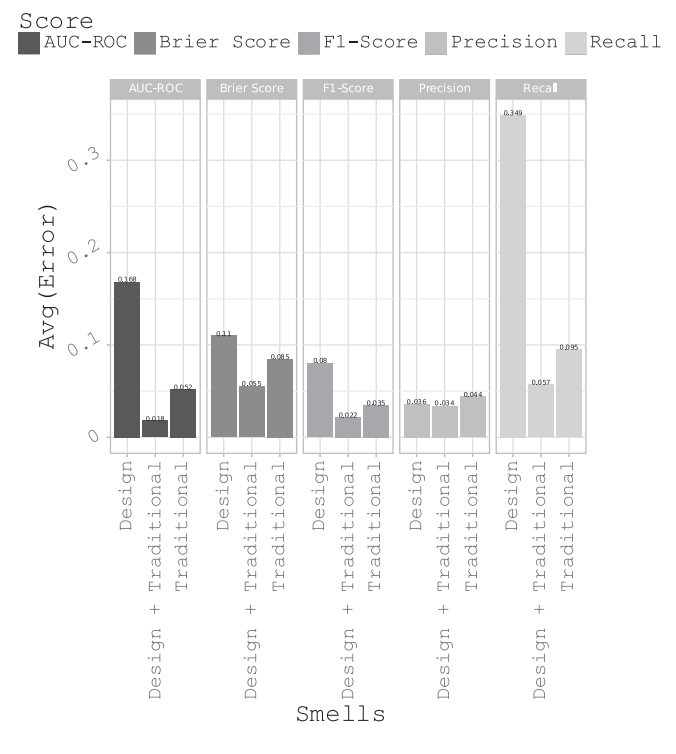 Score
AUC-ROC Brier Score F1-Score Precision Recall
AUC-ROC Brier Score F1-Score Precision Recall
Avg(Error)
0.3
0.2
0.1
0
0.168 0.018 0.052
0.11 0.055 0.085
0.08 0.022 0.035
0.036 0.034 0.044
0.349 0.057 0.095
Design Design + Traditional Traditional
Design Design + Traditional Traditional
Design Design + Traditional Traditional
Design Design + Traditional Traditional
Design Design + Traditional Traditional
Smells